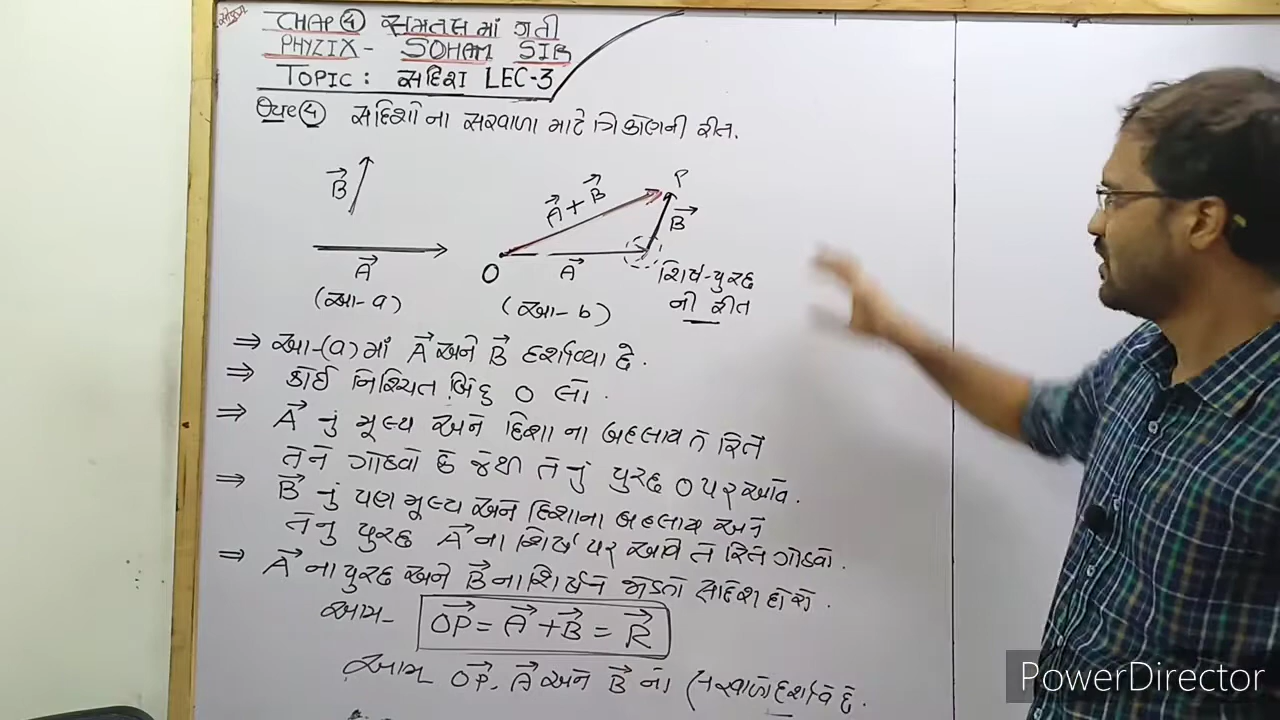 CHAP ④ સમતલ માં ગતી
PHYZIX - SOHAM SIR
TOPIC : સદિશ LEC-3
④ સદિશોના સરવાળા માટે ત્રિકોણની રીત.
B
A
(આ-a)
A + B
P
B
O
A
(આ-b)
શિર્ષ-પુચ્છ
ની રીત
⇒ આ-(a)માં A અને B દર્શાવ્યા છે.
⇒ કોઈ નિશ્ચિત બિંદુ O લો.
⇒ A નું મૂલ્ય અને દિશા ના બદલાય તે રિતે
તેને ગોઠવો કે જેથી તેનું પુચ્છ O પર આવે.
⇒ B નું પણ મૂલ્ય અને દિશાના બદલાય અને
તેનુ પુચ્છ A ના શિર્ષ પર આવે તે રિતે ગોઠવો.
⇒ A ના પુચ્છ અને B ના શિર્ષને જોડતો સદિશ દોરો.
આમ- OP = A + B = R
આમ OP, A અને B નો સરવાળો દર્શાવે છે.
PowerDirector